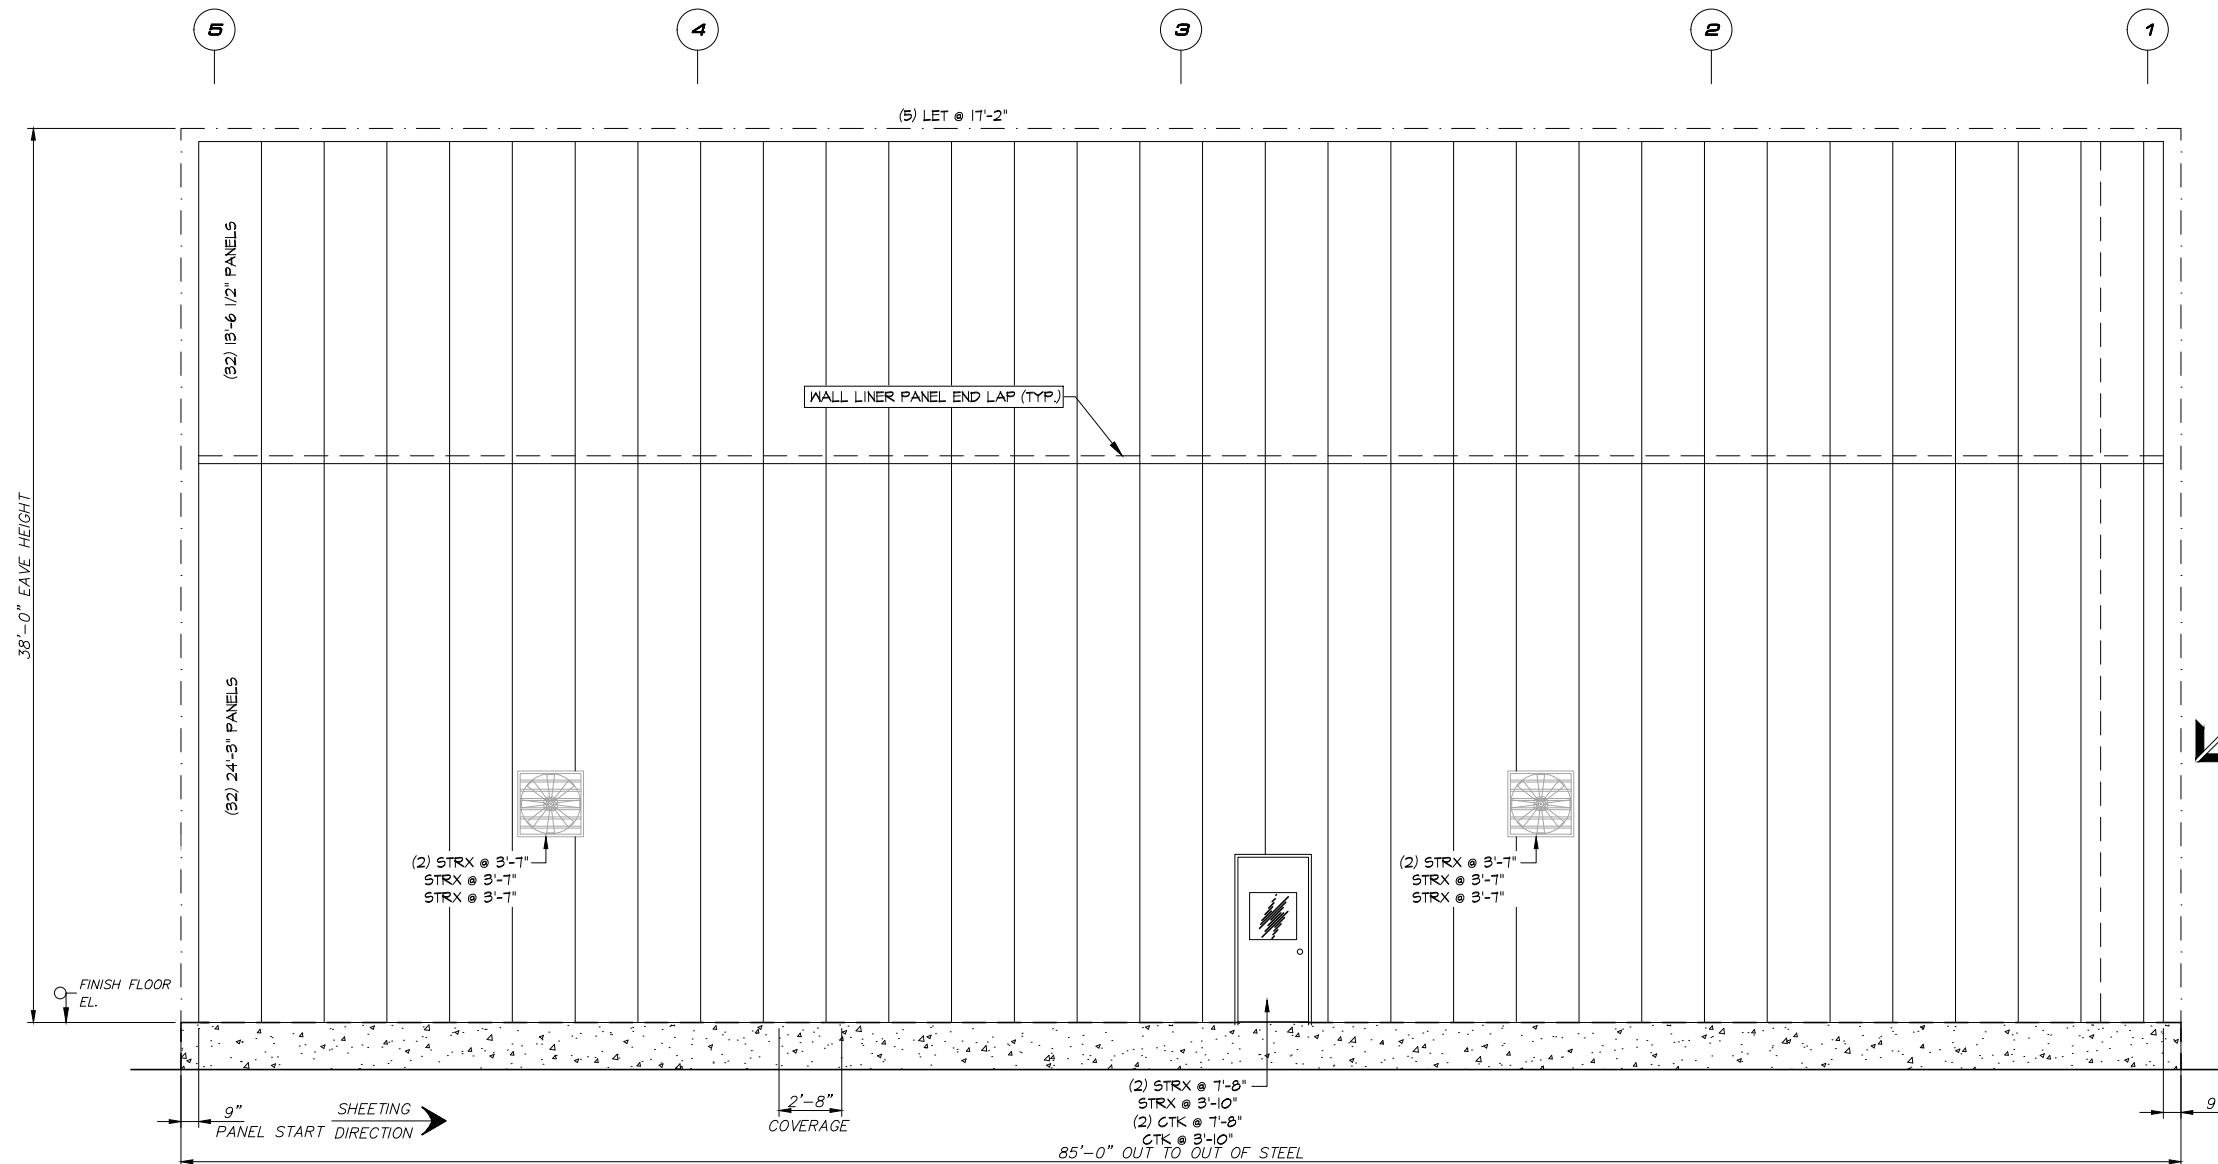 5 4 3 2 1
(5) LET @ 17'-2"
(32) 13'-6 1/2" PANELS
WALL LINER PANEL END LAP (TYP.)
38'-0" EAVE HEIGHT
(32) 24'-3" PANELS
(2) STRX @ 3'-7"
STRX @ 3'-7"
STRX @ 3'-7"
(2) STRX @ 3'-7"
STRX @ 3'-7"
STRX @ 3'-7"
FINISH FLOOR
EL.
9"
PANEL START
SHEETING
DIRECTION
2'-8"
COVERAGE
(2) STRX @ 7'-8"
STRX @ 3'-10"
(2) CTK @ 7'-8"
CTK @ 3'-10"
9
85'-0" OUT TO OUT OF STEEL